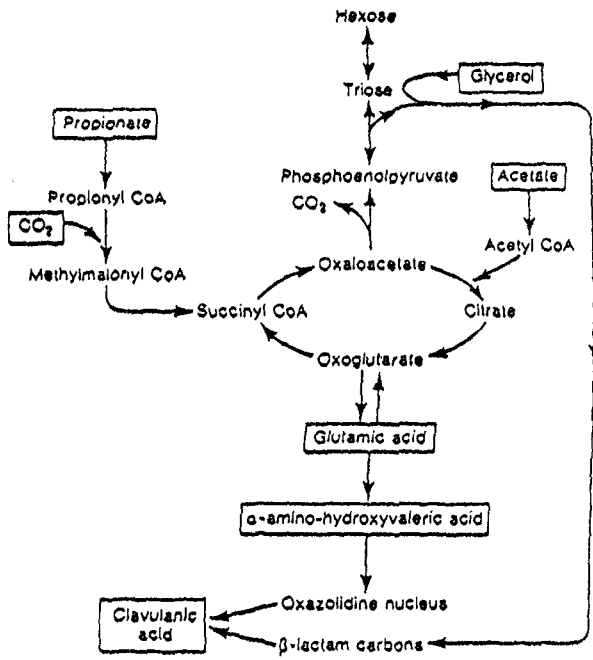 Hexose
Triose
Glycerol
Propionate
Phosphoenolpyruvate
Acetate
Propionyl CoA
CO₂
CO₂
Acetyl CoA
Methylmalonyl CoA
Oxaloacetate
Succinyl CoA
Citrate
Oxoglutarate
Glutamic acid
α-amino-hydroxyvaleric acid
Oxazolidine nucleus
Clavulanic
acid
β-lactam carbons